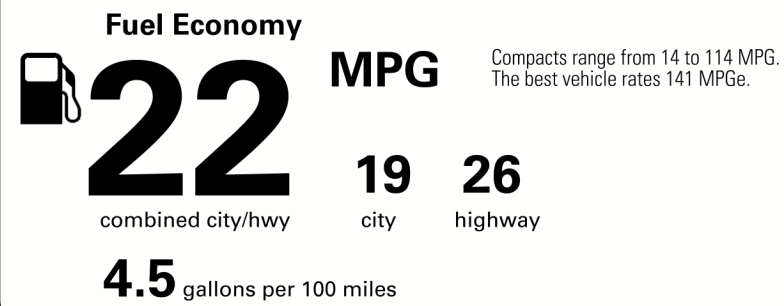 Fuel Economy
22
MPG
Compacts range from 14 to 114 MPG.
The best vehicle rates 141 MPGe.
19 26
combined city/hwy city highway
4.5 gallons per 100 miles